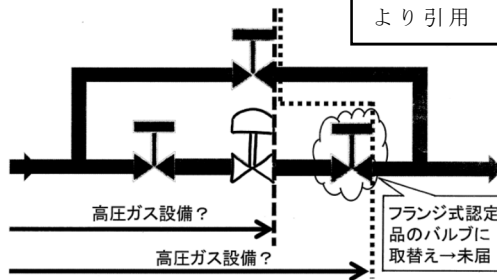 より引用
高圧ガス設備？
高圧ガス設備？
フランジ式認定
品のバルブに
取替え→未届